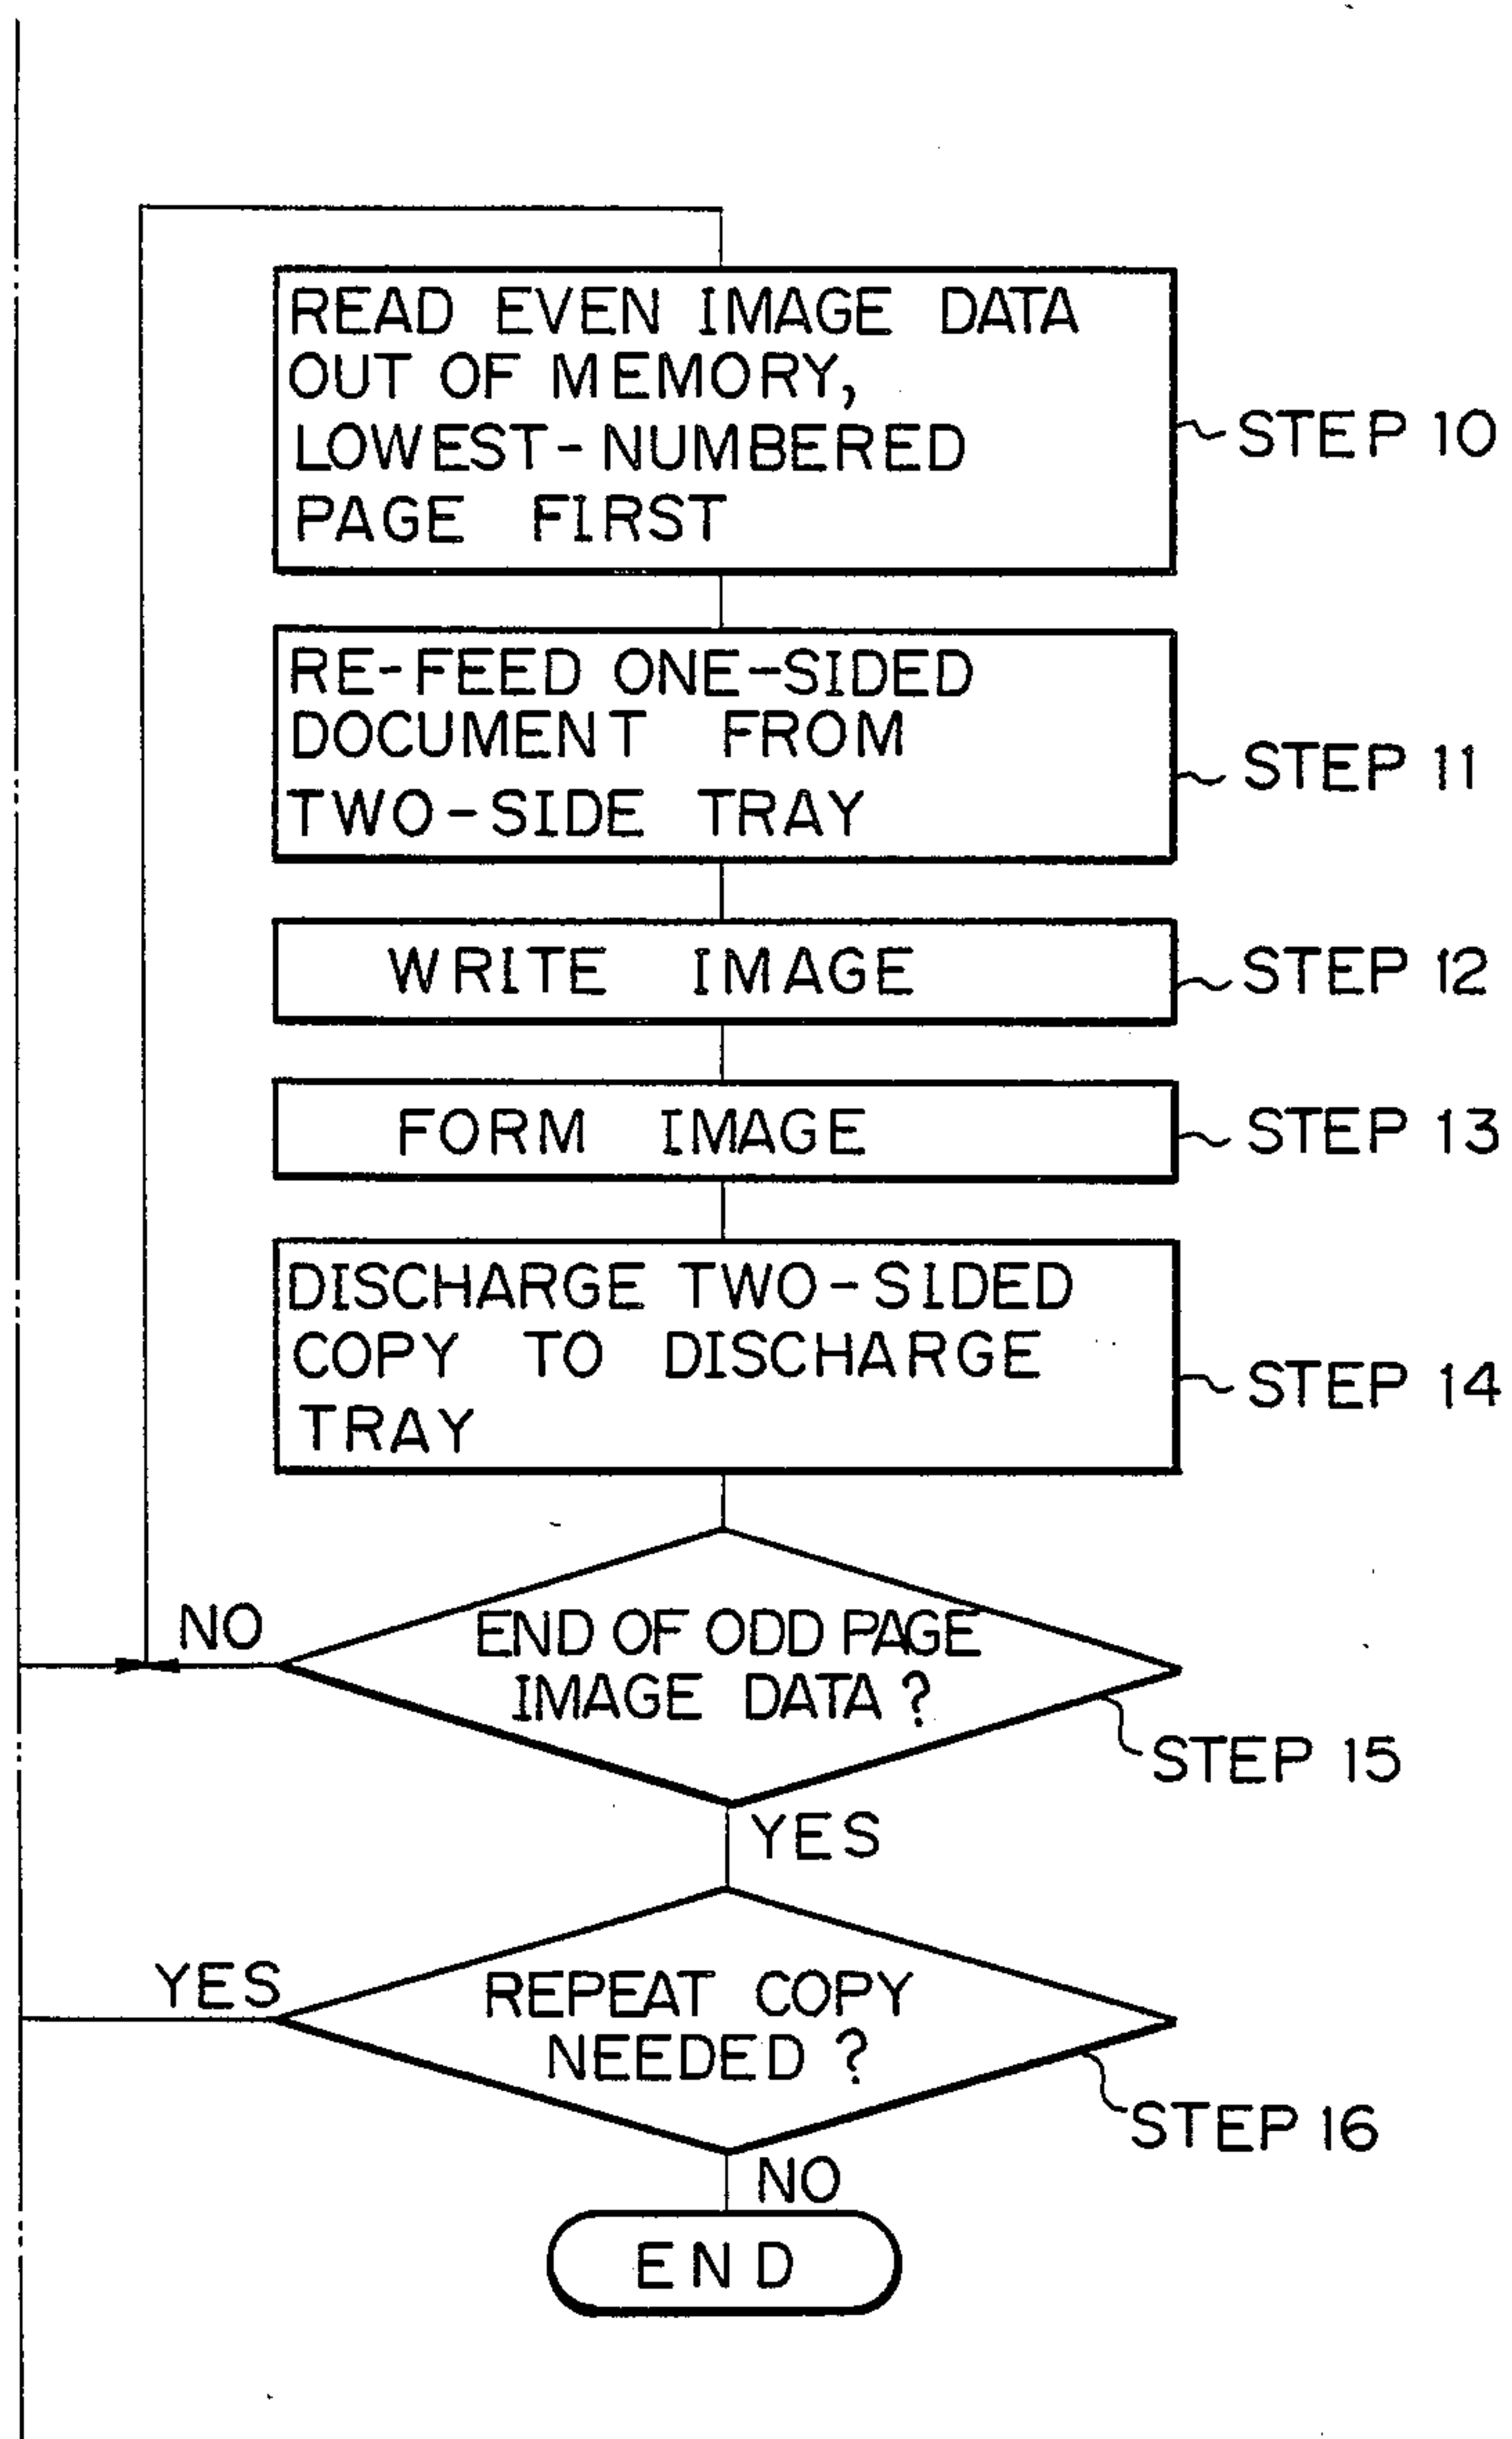 READ EVEN IMAGE DATA
OUT OF MEMORY,
LOWEST-NUMBERED
PAGE FIRST
STEP 10
RE-FEED ONE-SIDED
DOCUMENT FROM
TWO-SIDE TRAY
STEP 11
WRITE IMAGE
STEP 12
FORM IMAGE
STEP 13
DISCHARGE TWO-SIDED
COPY TO DISCHARGE
TRAY
STEP 14
NO
END OF ODD PAGE
IMAGE DATA?
STEP 15
YES
YES
REPEAT COPY
NEEDED?
STEP 16
NO
END